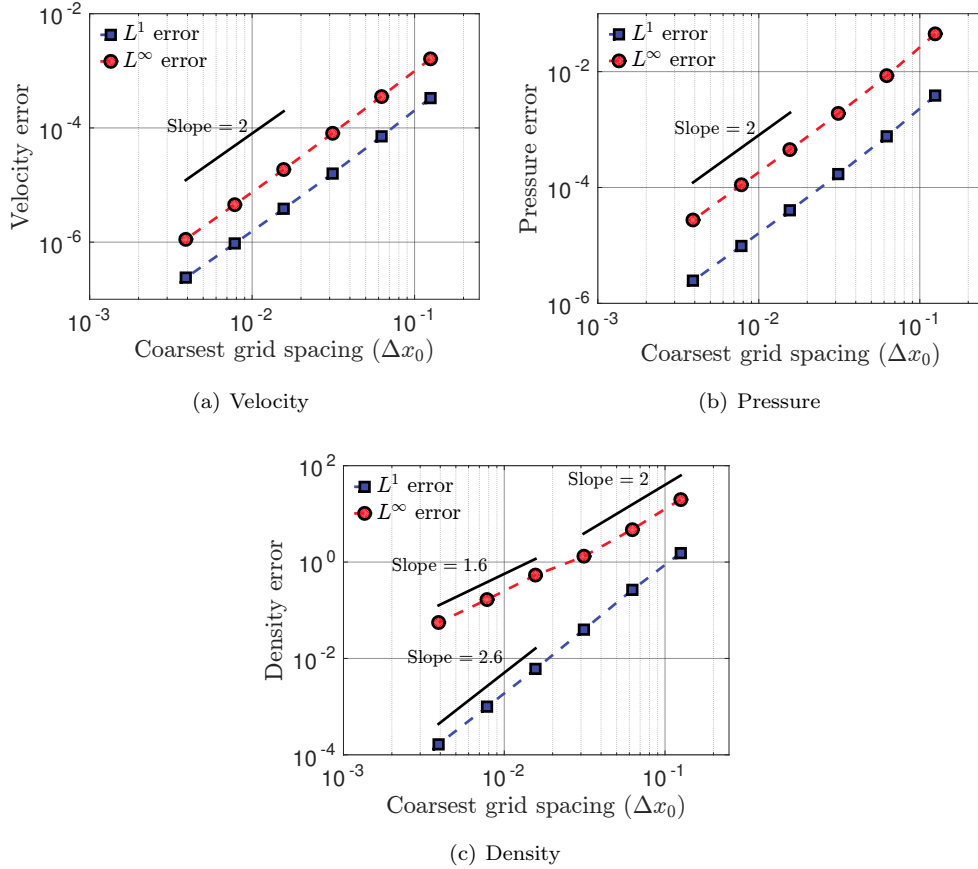 10^{-2}
10^{-4}
10^{-6}
Velocity error
L^1 error
L^∞ error
Slope = 2
10^{-3}
10^{-2}
10^{-1}
Coarsest grid spacing (Δx_0)
(a) Velocity
10^{-2}
10^{-4}
10^{-6}
Pressure error
L^1 error
L^∞ error
Slope = 2
10^{-3}
10^{-2}
10^{-1}
Coarsest grid spacing (Δx_0)
(b) Pressure
10^2
10^0
10^{-2}
10^{-4}
Density error
L^1 error
L^∞ error
Slope = 2
Slope = 1.6
Slope = 2.6
10^{-3}
10^{-2}
10^{-1}
Coarsest grid spacing (Δx_0)
(c) Density